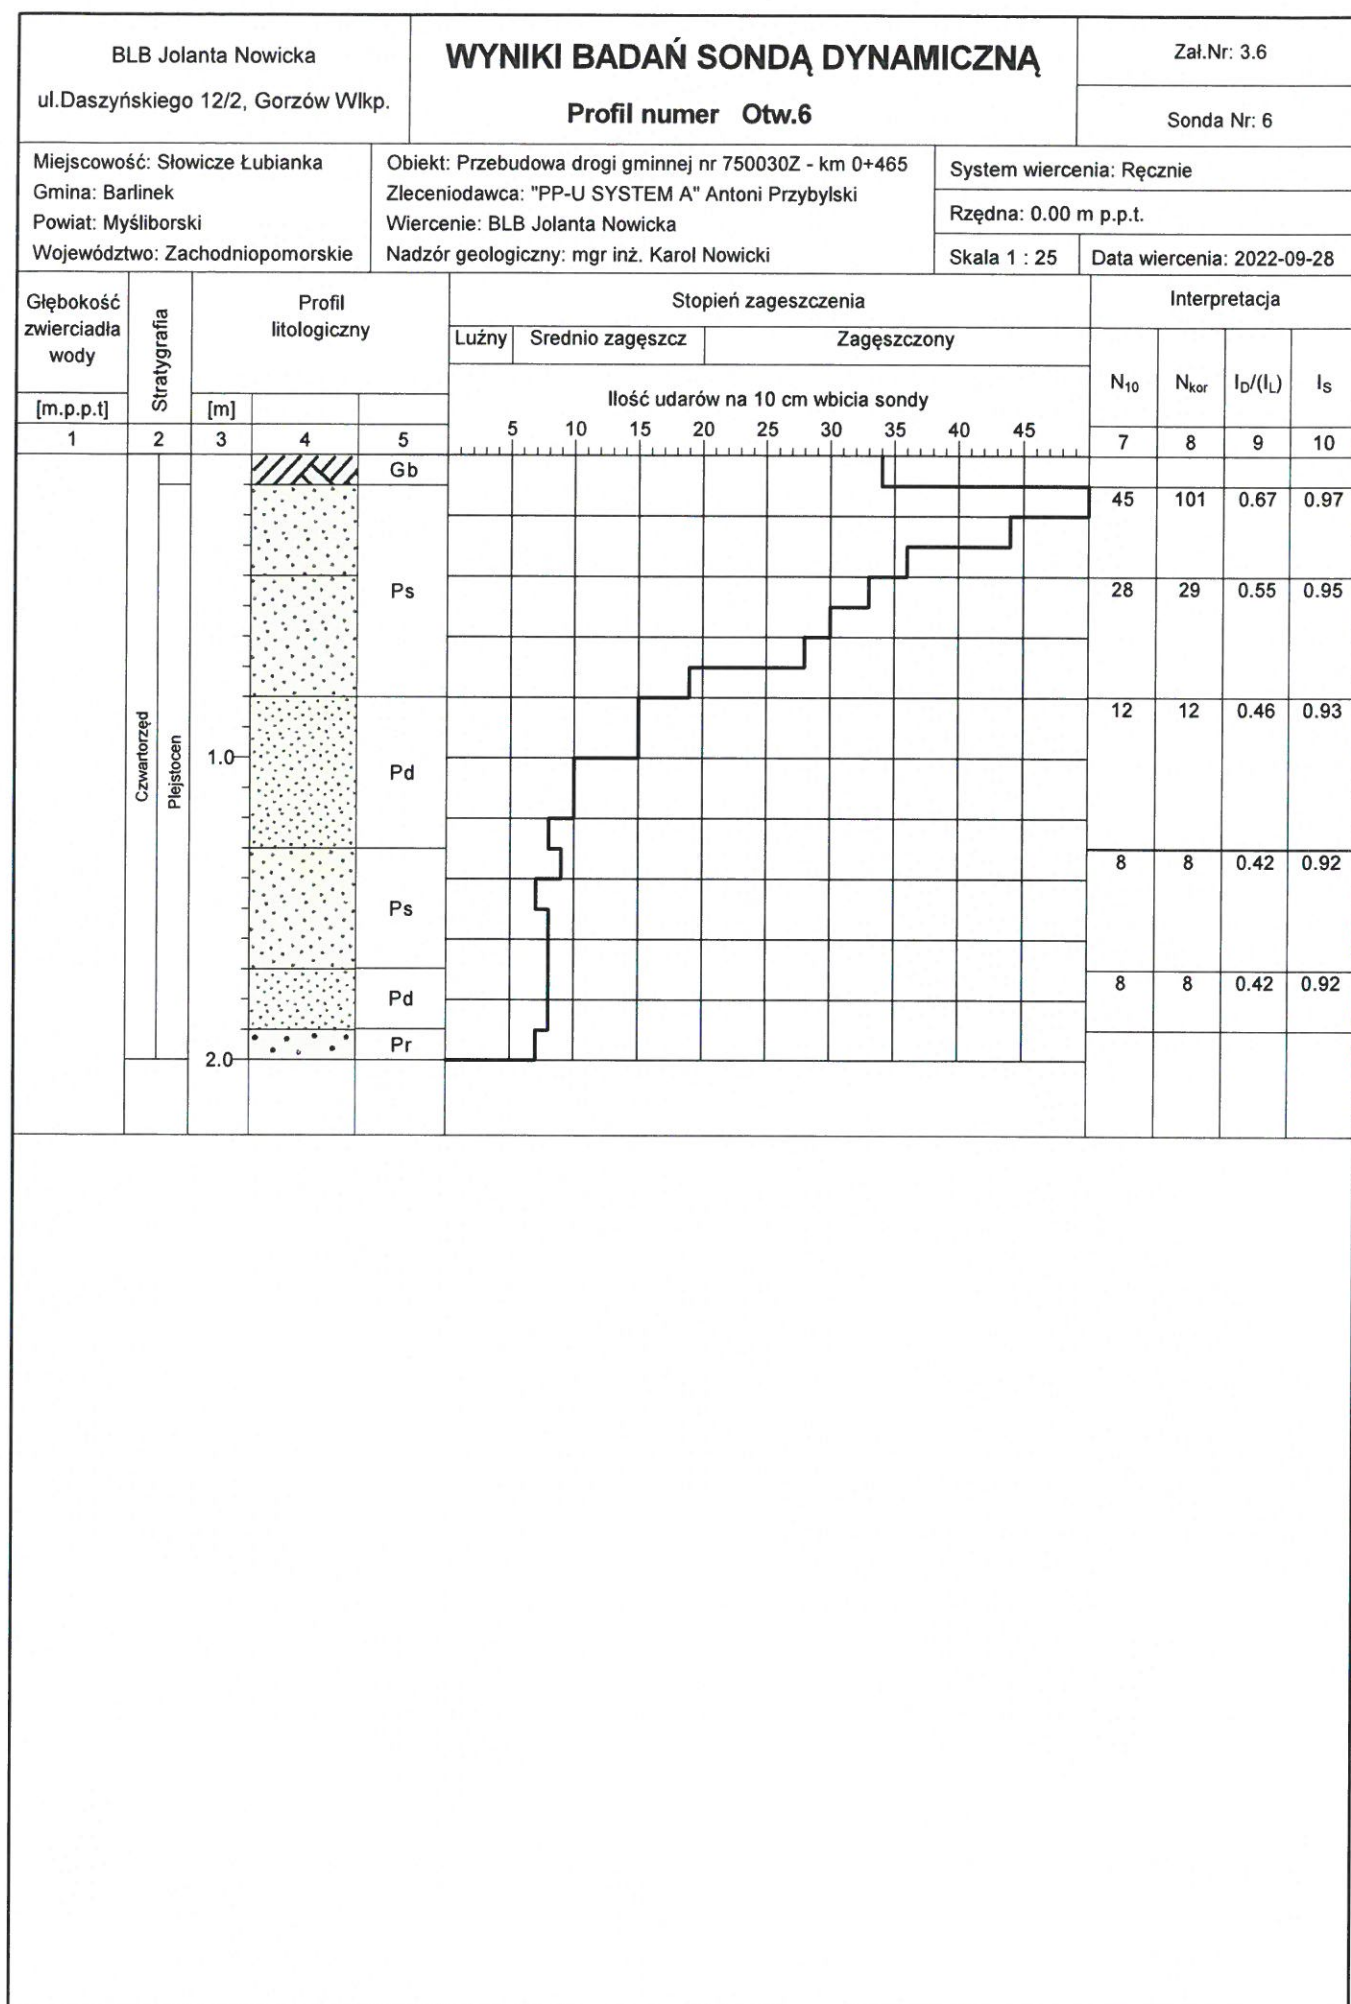 BLB Jolanta Nowicka
ul.Daszyńskiego 12/2, Gorzów Wlkp.
WYNIKI BADAŃ SONDĄ DYNAMICZNĄ
Profil numer Otw.6
Zał.Nr: 3.6
Sonda Nr: 6
Miejscowość: Słowicze Łubianka
Gmina: Barlinek
Powiat: Myśliborski
Województwo: Zachodniopomorskie
Obiekt: Przebudowa drogi gminnej nr 750030Z - km 0+465
Zleceniodawca: "PP-U SYSTEM A" Antoni Przybylski
Wiercenie: BLB Jolanta Nowicka
Nadzór geologiczny: mgr inż. Karol Nowicki
System wiercenia: Ręcznie
Rzędna: 0.00 m p.p.t.
Skala 1 : 25
Data wiercenia: 2022-09-28
Głębokość
zwierciadła
wody
[m.p.p.t]
Stratygrafia
Profil
litologiczny
[m]
Stopień zageszczenia
Luźny Srednio zagęszcz Zagęszczony
Ilość udarów na 10 cm wbicia sondy
5 10 15 20 25 30 35 40 45
Interpretacja
N10 Nkor ID/(IL) IS
1 2 3 4 5 7 8 9 10
Gb
45 101 0.67 0.97
Ps
28 29 0.55 0.95
12 12 0.46 0.93
Czwartorzęd
Plejstocen
1.0
Pd
8 8 0.42 0.92
Ps
8 8 0.42 0.92
Pd
Pr
2.0